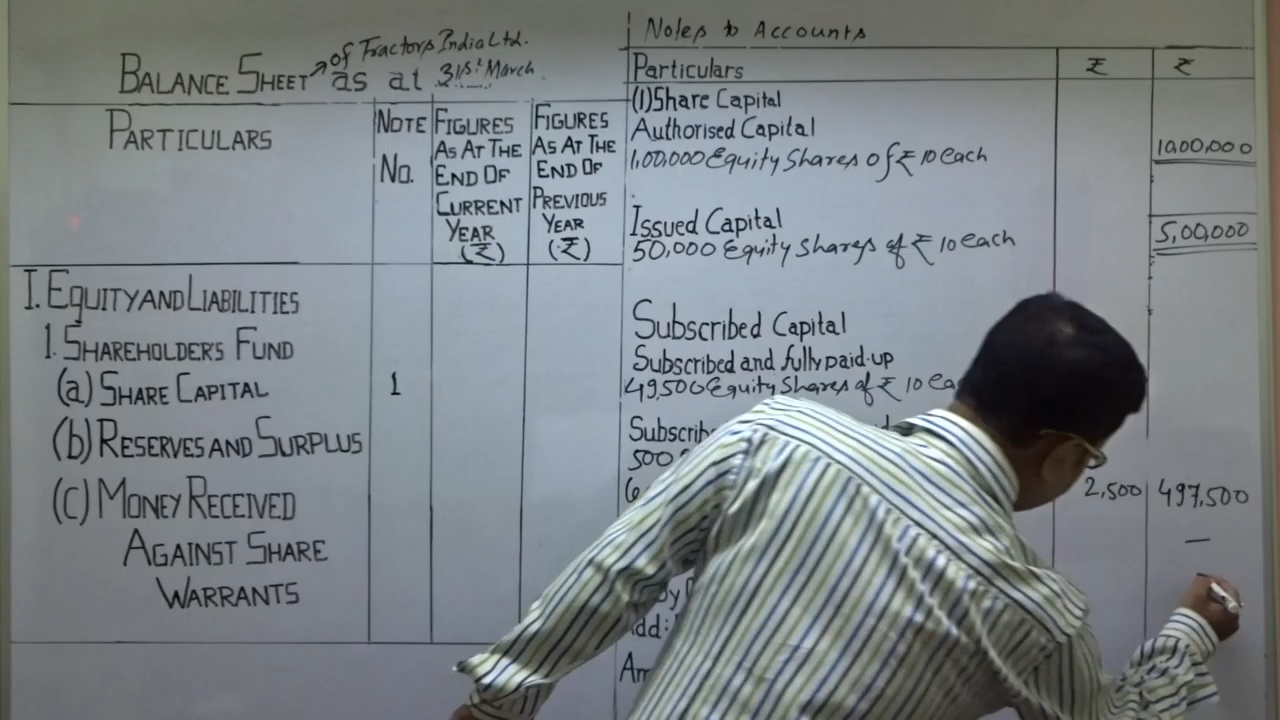 BALANCE SHEET of Tractors India Ltd.
as at 31st March
PARTICULARS
NOTE No.
FIGURES AS AT THE END OF CURRENT YEAR (₹)
FIGURES AS AT THE END OF PREVIOUS YEAR (₹)
I. EQUITY AND LIABILITIES
1. SHAREHOLDERS FUND
(a) SHARE CAPITAL 1
(b) RESERVES AND SURPLUS
(c) MONEY RECEIVED
AGAINST SHARE
WARRANTS
Notes to Accounts
Particulars ₹ ₹
(1) Share Capital
Authorised Capital
1,00,000 Equity Shares of ₹ 10 each 10,00,000
Issued Capital
50,000 Equity Shares of ₹ 10 each 5,00,000
Subscribed Capital
Subscribed and fully paid-up
49,500 Equity Shares of ₹ 10
500
2,500 497,500
—